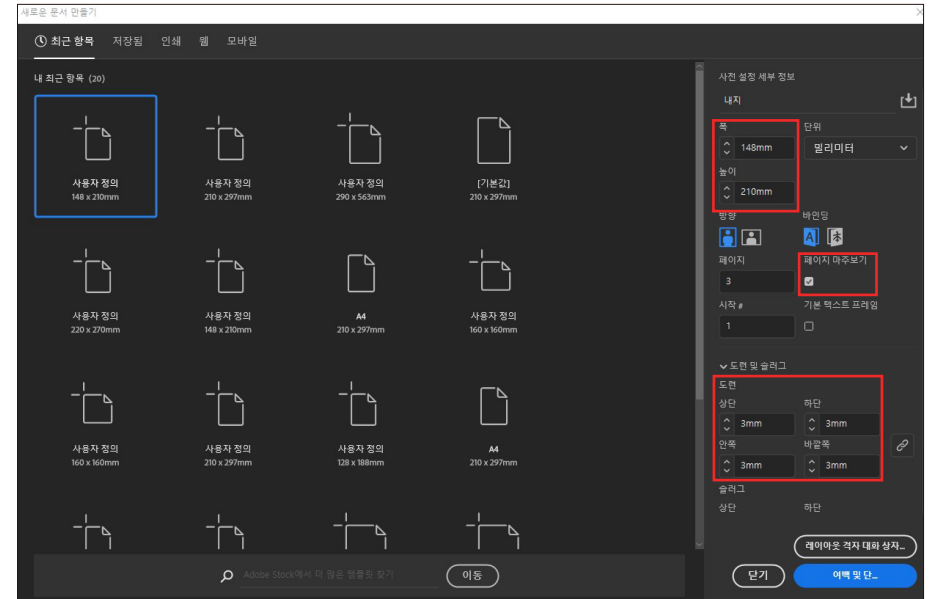 새로운 문서 만들기
최근 항목 저장됨 인쇄 웹 모바일
내 최근 항목 (20)
사용자 정의
148 x 210mm
사용자 정의
210 x 297mm
사용자 정의
290 x 563mm
[기본값]
210 x 297mm
사용자 정의
220 x 270mm
사용자 정의
148 x 210mm
A4
210 x 297mm
사용자 정의
160 x 160mm
사용자 정의
160 x 160mm
사용자 정의
210 x 297mm
사용자 정의
128 x 188mm
A4
210 x 297mm
Adobe Stock에서 더 많은 템플릿 찾기
이동
사전 설정 세부 정보
내지
폭 단위
148mm 밀리미터
높이
210mm
방향 바인딩
페이지 페이지 마주보기
3
시작 # 기본 텍스트 프레임
1
도련 및 슬러그
도련
상단 하단
3mm 3mm
안쪽 바깥쪽
3mm 3mm
슬러그
상단 하단
레이아웃 격자 대화 상자...
닫기 여백 및 단...